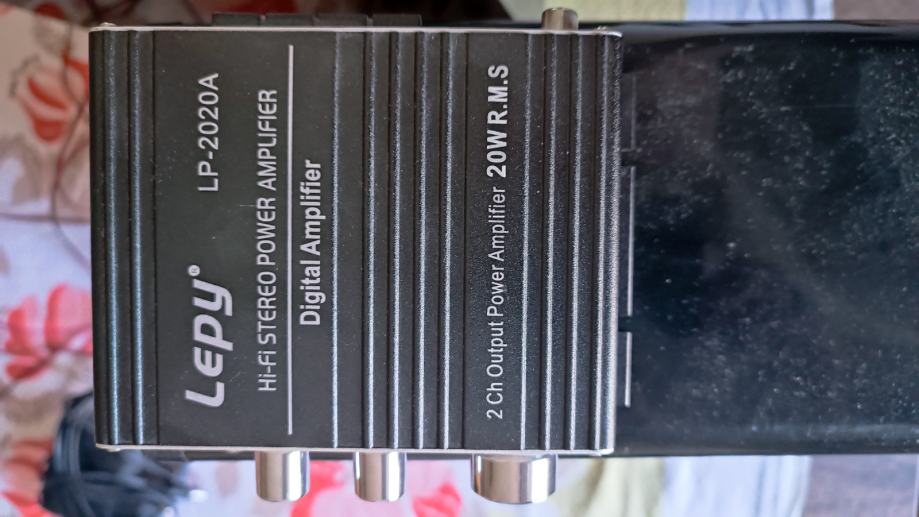 Lepy® LP-2020A
Hi-Fi STEREO POWER AMPLIFIER
Digital Amplifier
2 Ch Output Power Amplifier 20W R.M.S